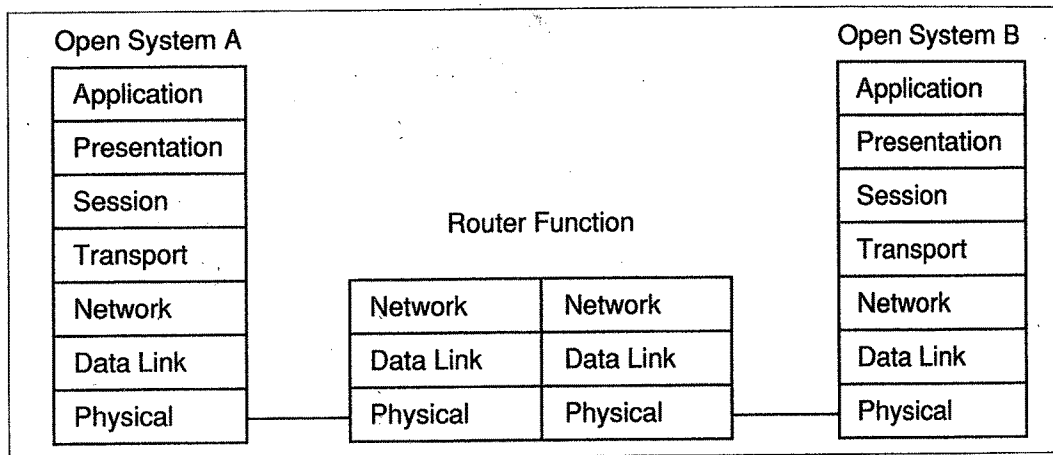 Open System A
Application
Presentation
Session
Transport
Network
Data Link
Physical
Router Function
Network Network
Data Link Data Link
Physical Physical
Open System B
Application
Presentation
Session
Transport
Network
Data Link
Physical